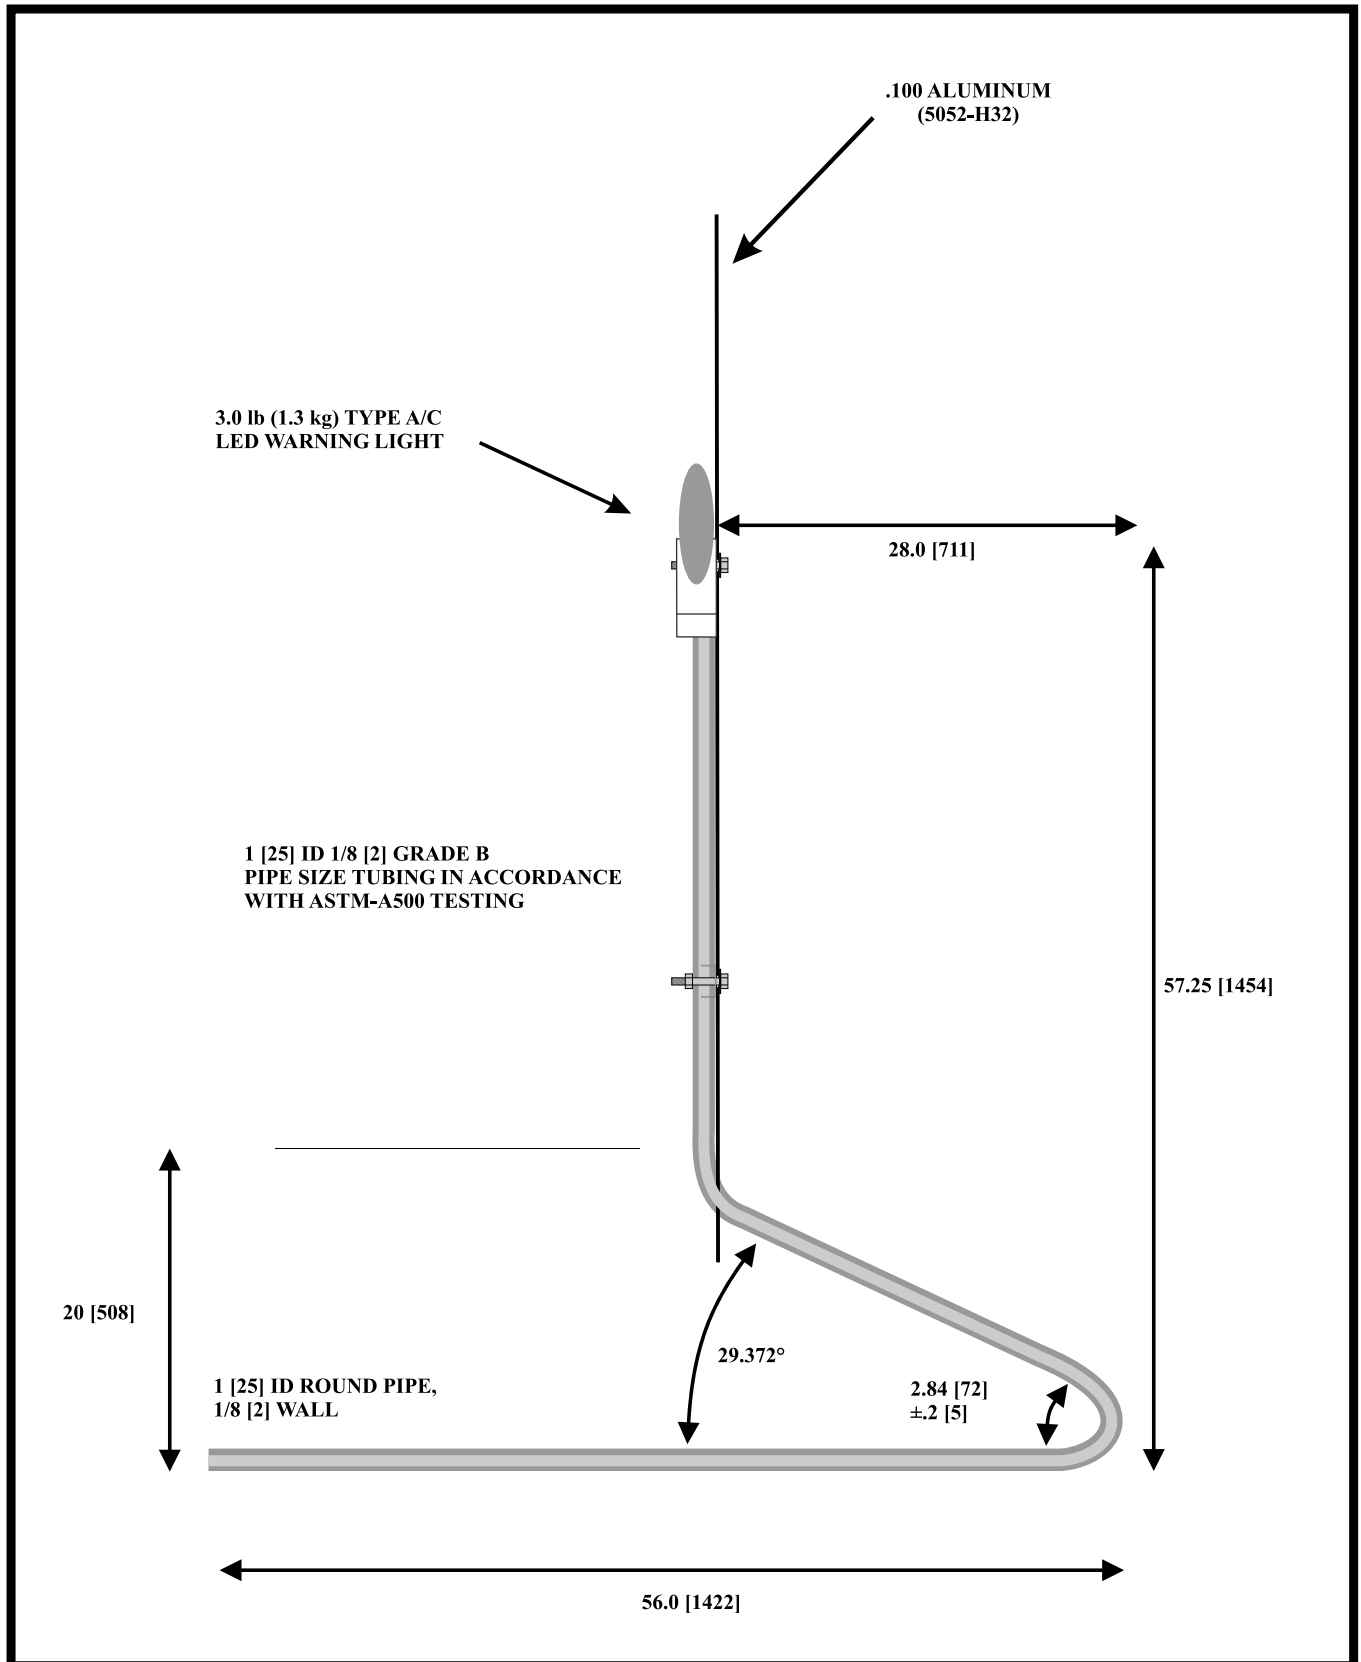 .100 ALUMINUM
(5052-H32)
3.0 lb (1.3 kg) TYPE A/C
LED WARNING LIGHT
28.0 [711]
1 [25] ID 1/8 [2] GRADE B
PIPE SIZE TUBING IN ACCORDANCE
WITH ASTM-A500 TESTING
57.25 [1454]
20 [508]
29.372°
1 [25] ID ROUND PIPE,
1/8 [2] WALL
2.84 [72]
±.2 [5]
56.0 [1422]